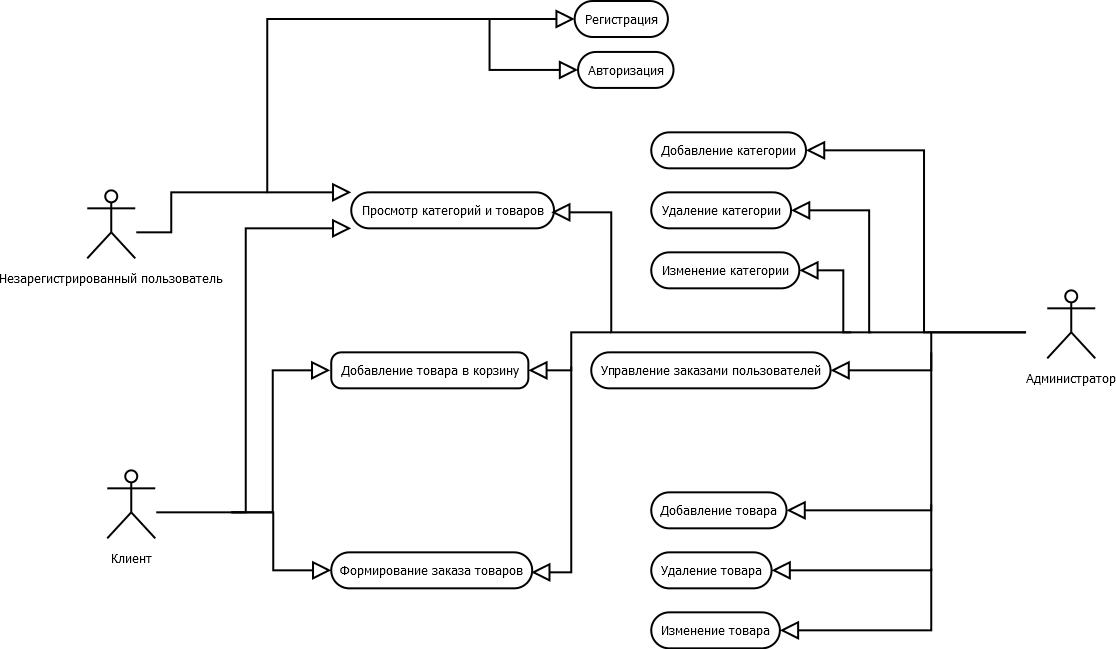 Регистрация
Авторизация
Добавление категории
Просмотр категорий и товаров
Удаление категории
Незарегистрированный пользователь
Изменение категории
Добавление товара в корзину
Управление заказами пользователей
Администратор
Добавление товара
Клиент
Формирование заказа товаров
Удаление товара
Изменение товара